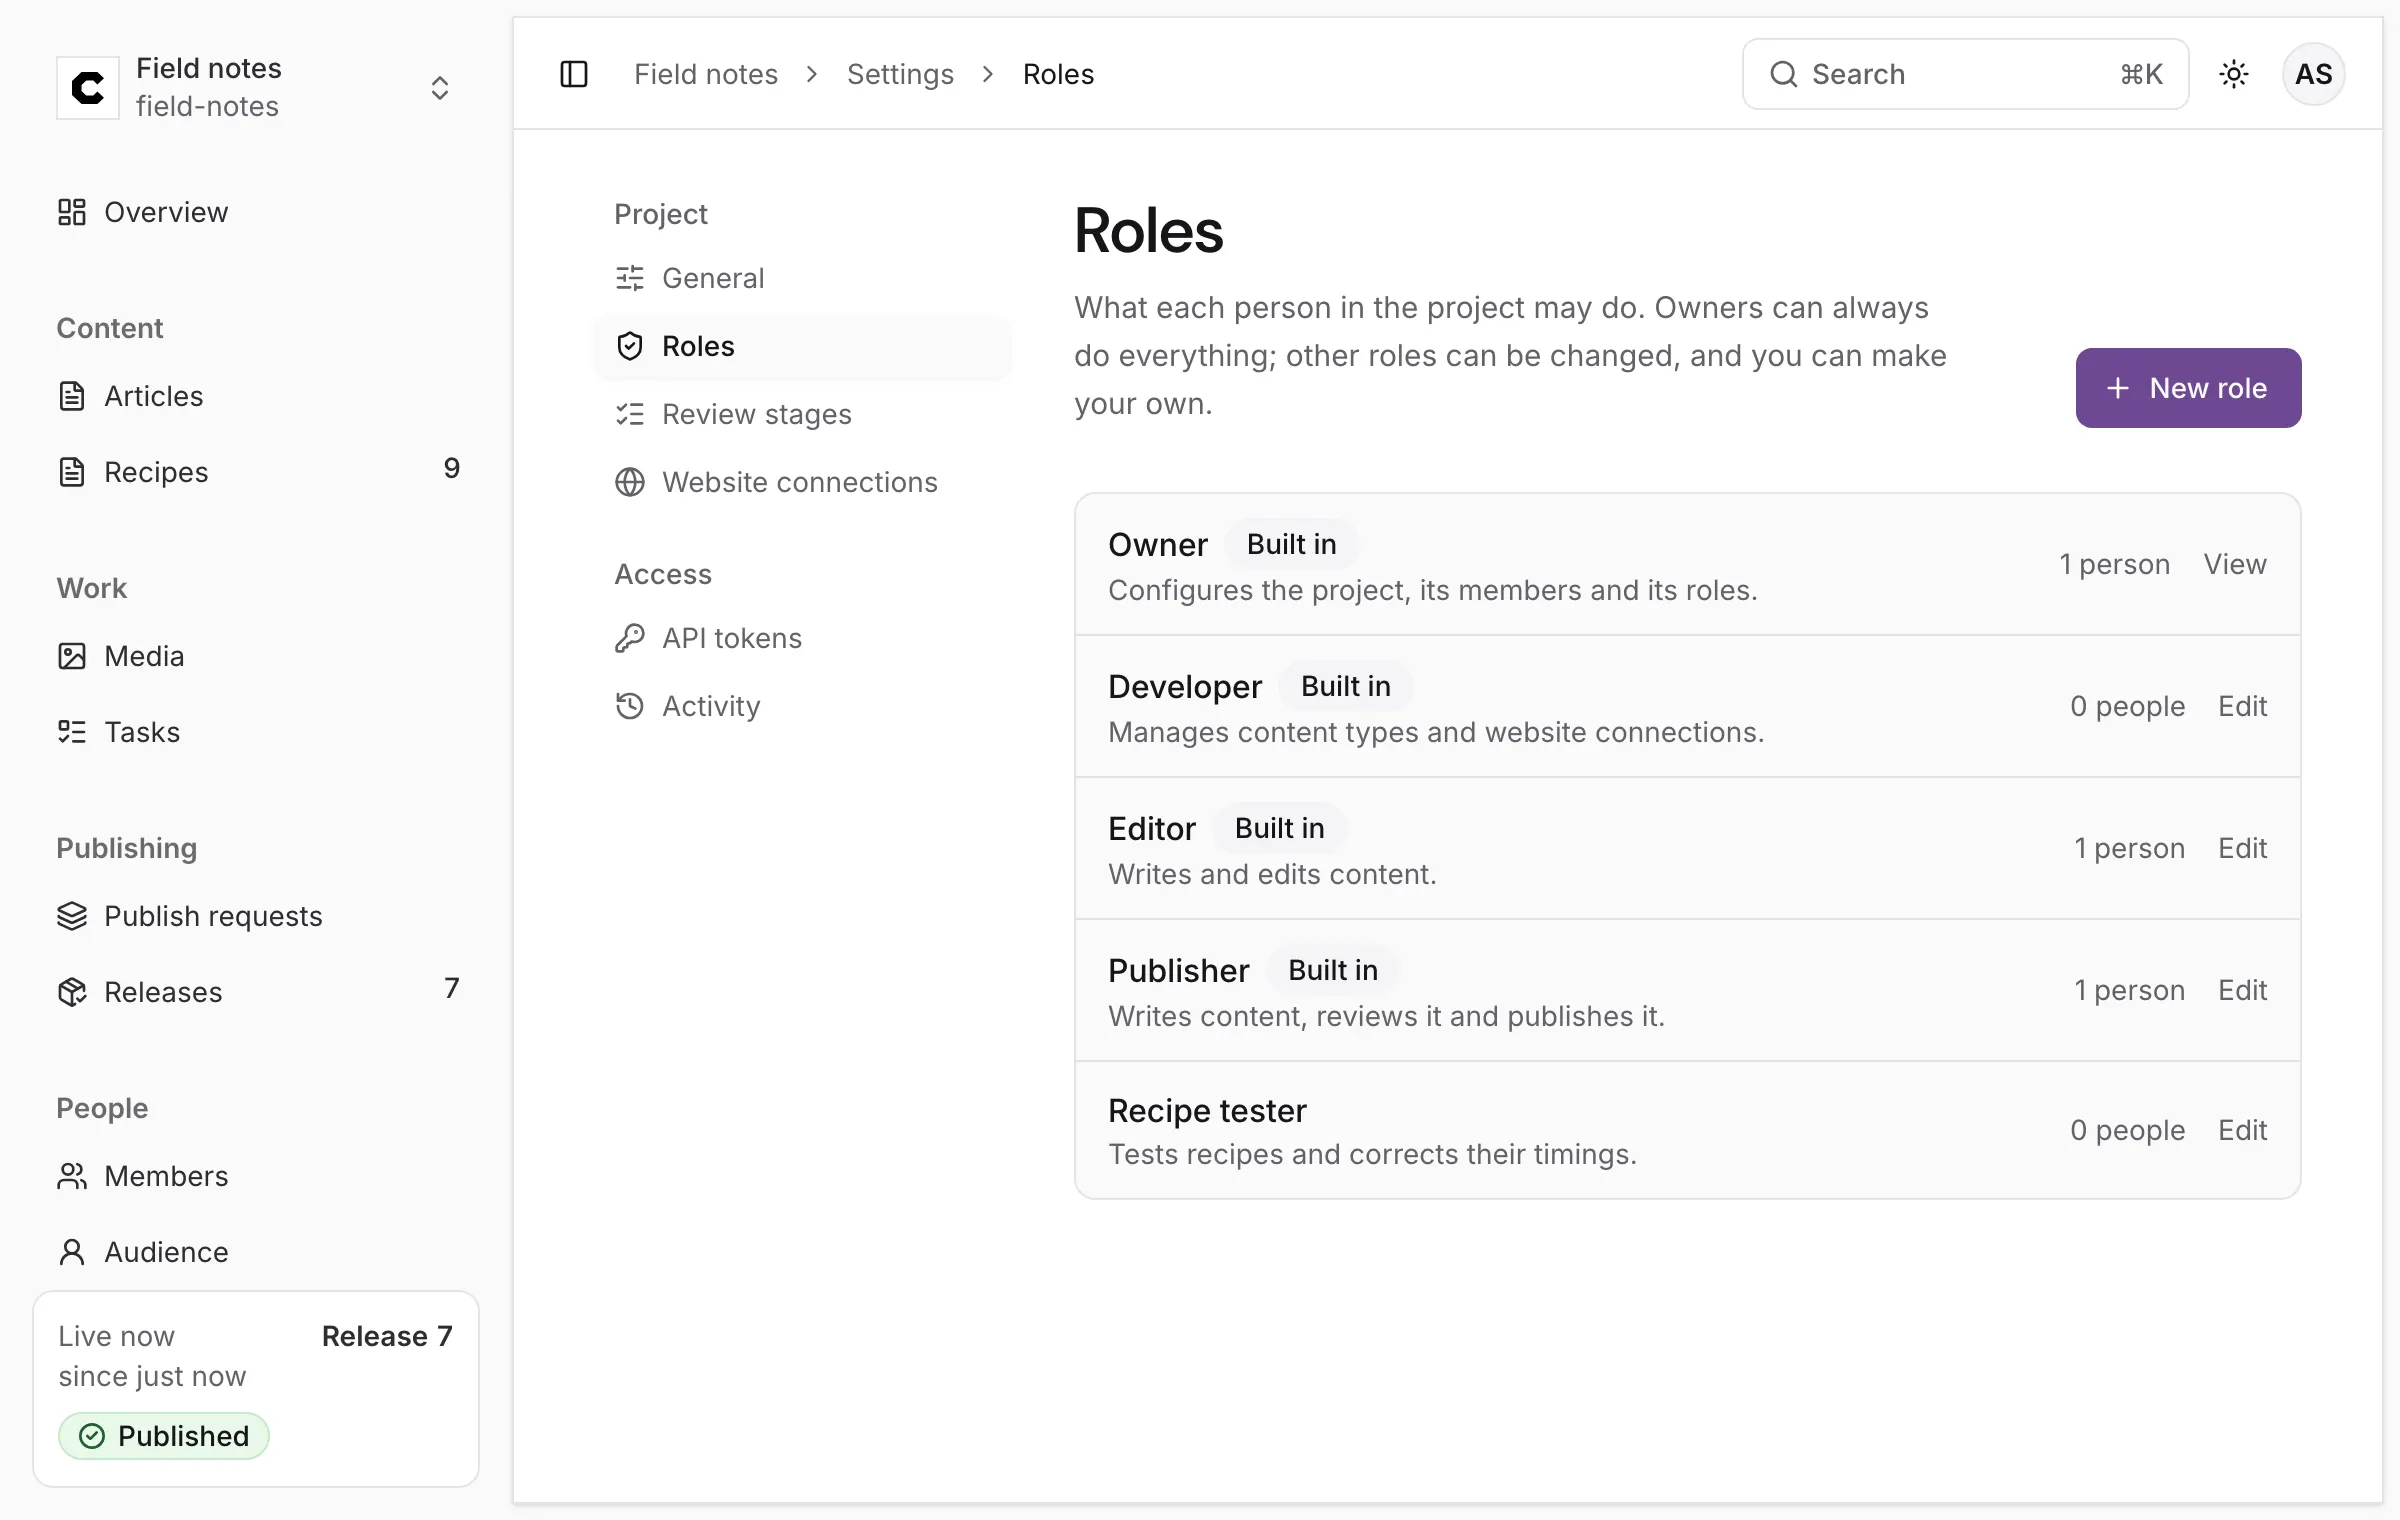 Field notes
field-notes
Overview
Content
Articles
Recipes 9
Work
Media
Tasks
Publishing
Publish requests
Releases 7
People
Members
Audience
Live now Release 7
since just now
Published
Field notes > Settings > Roles
Search ⌘K
AS
Project
General
Roles
Review stages
Website connections
Access
API tokens
Activity
Roles
What each person in the project may do. Owners can always
do everything; other roles can be changed, and you can make
your own.
New role
Owner Built in
Configures the project, its members and its roles.
1 person View
Developer Built in
Manages content types and website connections.
0 people Edit
Editor Built in
Writes and edits content.
1 person Edit
Publisher Built in
Writes content, reviews it and publishes it.
1 person Edit
Recipe tester
Tests recipes and corrects their timings.
0 people Edit